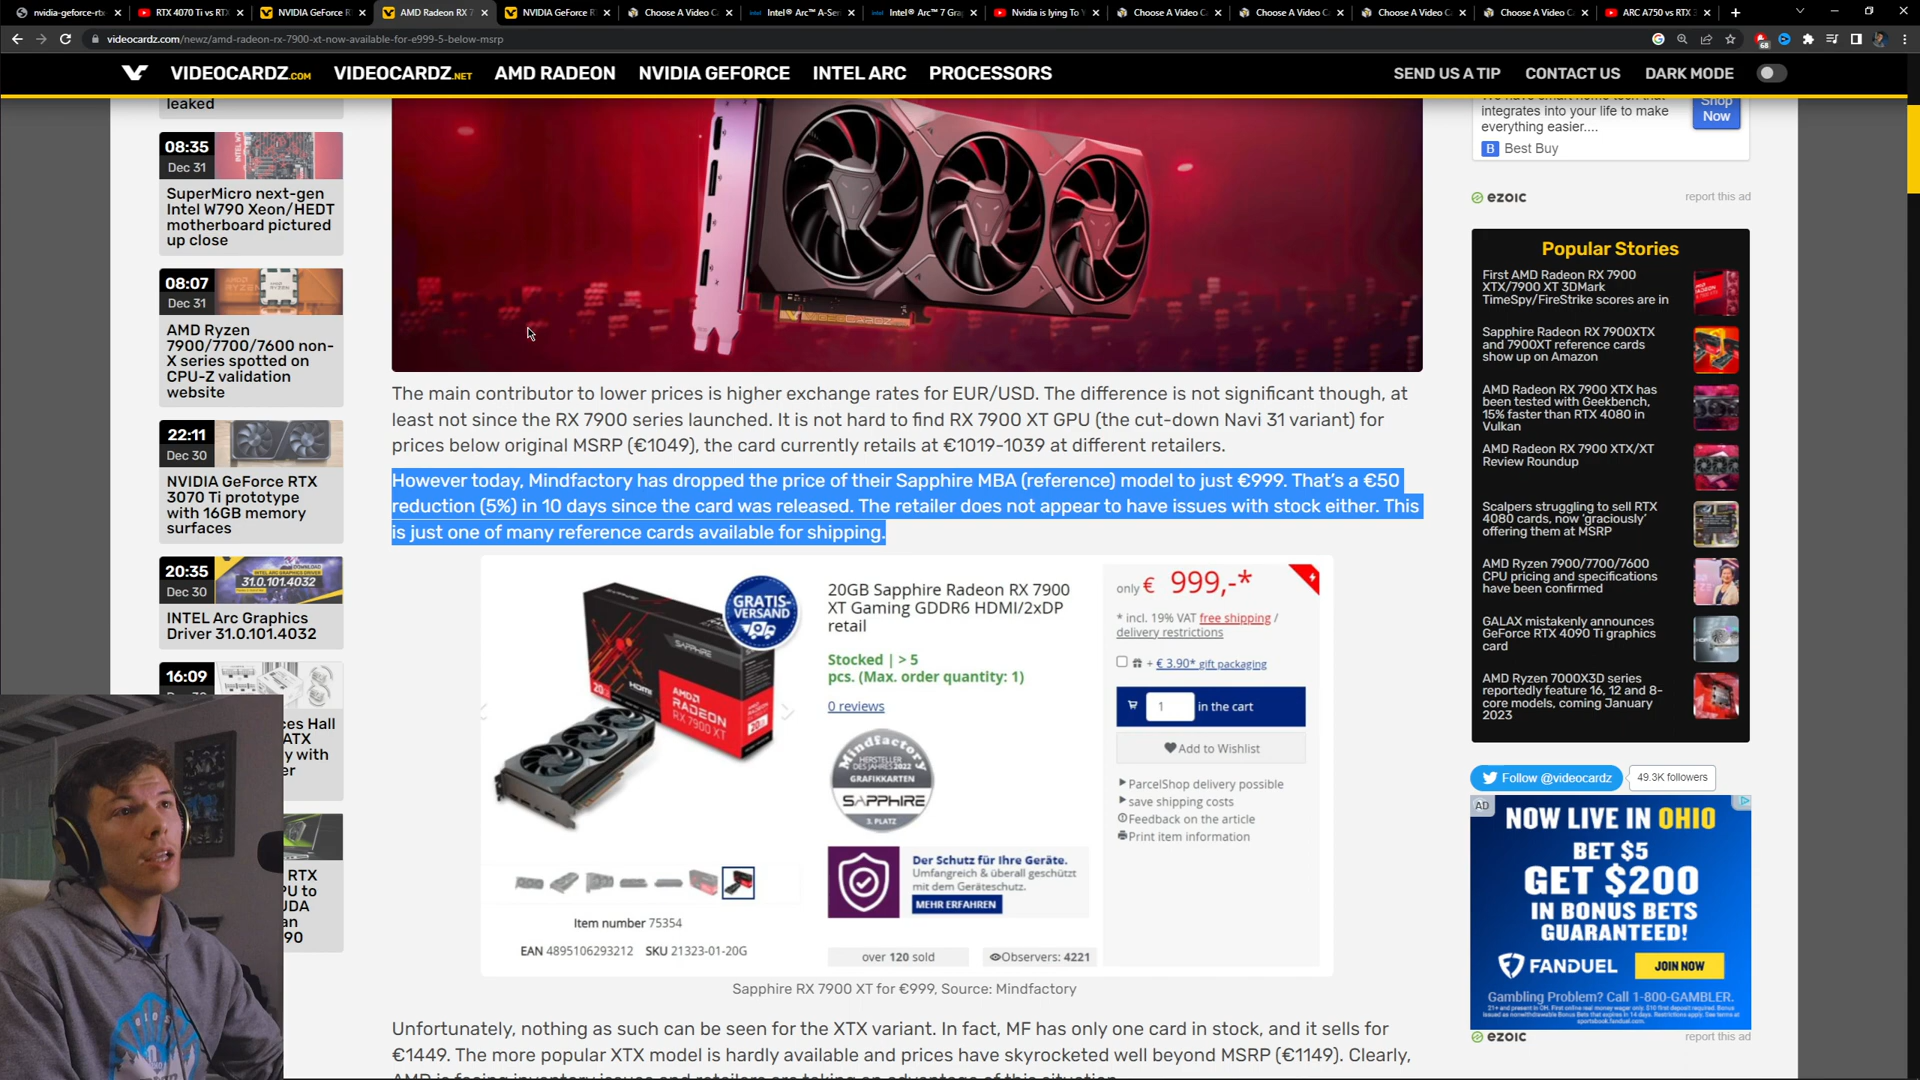 nvidia-geforce-rtx
RTX 4070 Ti vs RTX
NVIDIA GeForce R
AMD Radeon RX 7
NVIDIA GeForce R
Choose A Video C
Intel® Arc™ A-Ser
Intel® Arc™ 7 Gra
Nvidia is lying To Y
Choose A Video C
Choose A Video C
Choose A Video C
Choose A Video C
ARC A750 vs RTX 3
videocardz.com/newz/amd-radeon-rx-7900-xt-now-available-for-e999-5-below-msrp
68
VIDEOCARDZ.COM VIDEOCARDZ.NET AMD RADEON NVIDIA GEFORCE INTEL ARC PROCESSORS SEND US A TIP CONTACT US DARK MODE
leaked
08:35
Dec 31
SuperMicro next-gen
Intel W790 Xeon/HEDT
motherboard pictured
up close
08:07
Dec 31
AMD Ryzen
7900/7700/7600 non-
X series spotted on
CPU-Z validation
website
22:11
Dec 30
NVIDIA GeForce RTX
3070 Ti prototype
with 16GB memory
surfaces
20:35
Dec 30
31.0.101.4032
INTEL Arc Graphics
Driver 31.0.101.4032
16:09
ces Hall
ATX
y with
er
RTX
PU to
UDA
an
90
The main contributor to lower prices is higher exchange rates for EUR/USD. The difference is not significant though, at
least not since the RX 7900 series launched. It is not hard to find RX 7900 XT GPU (the cut-down Navi 31 variant) for
prices below original MSRP (€1049), the card currently retails at €1019-1039 at different retailers.
However today, Mindfactory has dropped the price of their Sapphire MBA (reference) model to just €999. That's a €50
reduction (5%) in 10 days since the card was released. The retailer does not appear to have issues with stock either. This
is just one of many reference cards available for shipping.
GRATIS-
VERSAND
SAPPHIRE
AMD
RADEON
RX 7900 XT
20GB Sapphire Radeon RX 7900
XT Gaming GDDR6 HDMI/2xDP
retail
Stocked | > 5
pcs. (Max. order quantity: 1)
0 reviews
Mindfactory
HERSTELLER
DES JAHRES 2022
GRAFIKKARTEN
SAPPHIRE
3. PLATZ
Der Schutz für Ihre Geräte.
Umfangreich & überall geschützt
mit dem Geräteschutz.
MEHR ERFAHREN
over 120 sold
Observers: 4221
Item number 75354
EAN 4895106293212 SKU 21323-01-20G
only € 999,-*
* incl. 19% VAT free shipping /
delivery restrictions
+ € 3.90* gift packaging
1 in the cart
Add to Wishlist
ParcelShop delivery possible
save shipping costs
Feedback on the article
Print item information
Sapphire RX 7900 XT for €999, Source: Mindfactory
Unfortunately, nothing as such can be seen for the XTX variant. In fact, MF has only one card in stock, and it sells for
€1449. The more popular XTX model is hardly available and prices have skyrocketed well beyond MSRP (€1149). Clearly,
integrates into your life to make
everything easier....
Shop
Now
B Best Buy
ezoic
report this ad
Popular Stories
First AMD Radeon RX 7900
XTX/7900 XT 3DMark
TimeSpy/FireStrike scores are in
Sapphire Radeon RX 7900XTX
and 7900XT reference cards
show up on Amazon
AMD Radeon RX 7900 XTX has
been tested with Geekbench,
15% faster than RTX 4080 in
Vulkan
AMD Radeon RX 7900 XTX/XT
Review Roundup
Scalpers struggling to sell RTX
4080 cards, now 'graciously'
offering them at MSRP
AMD Ryzen 7900/7700/7600
CPU pricing and specifications
have been confirmed
GALAX mistakenly announces
GeForce RTX 4090 Ti graphics
card
AMD Ryzen 7000X3D series
reportedly feature 16, 12 and 8-
core models, coming January
2023
Follow @videocardz
49.3K followers
AD
NOW LIVE IN OHIO
BET $5
GET $200
IN BONUS BETS
GUARANTEED!
FANDUEL JOIN NOW
Gambling Problem? Call 1-800-GAMBLER.
ezoic
report this ad